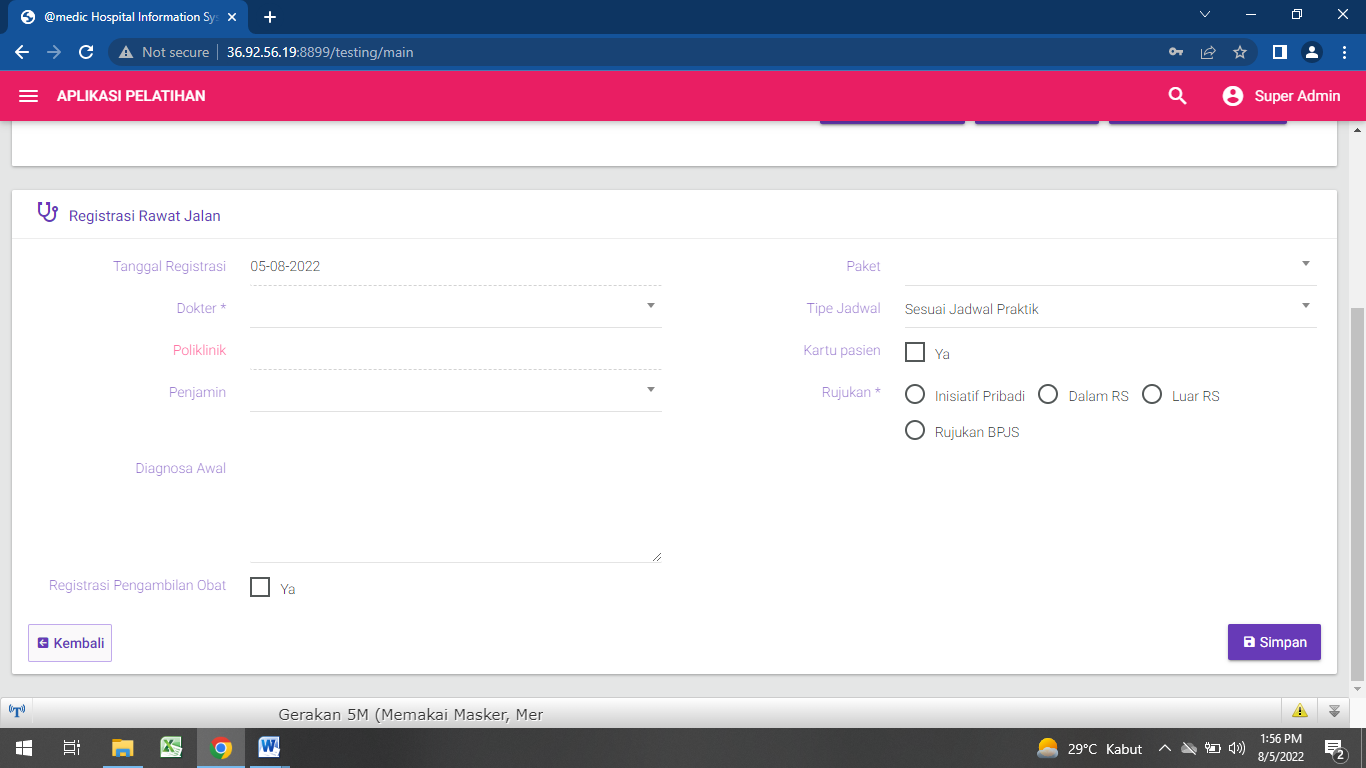 @medic Hospital Information Sys
Not secure
36.92.56.19:8899/testing/main
APLIKASI PELATIHAN
Super Admin
Registrasi Rawat Jalan
Tanggal Registrasi 05-08-2022
Paket
Dokter *
Tipe Jadwal Sesuai Jadwal Praktik
Poliklinik
Kartu pasien Ya
Penjamin
Rujukan * Inisiatif Pribadi Dalam RS Luar RS
Rujukan BPJS
Diagnosa Awal
Registrasi Pengambilan Obat Ya
Kembali
Simpan
Gerakan 5M (Memakai Masker, Mer
29°C Kabut
1:56 PM
8/5/2022
2